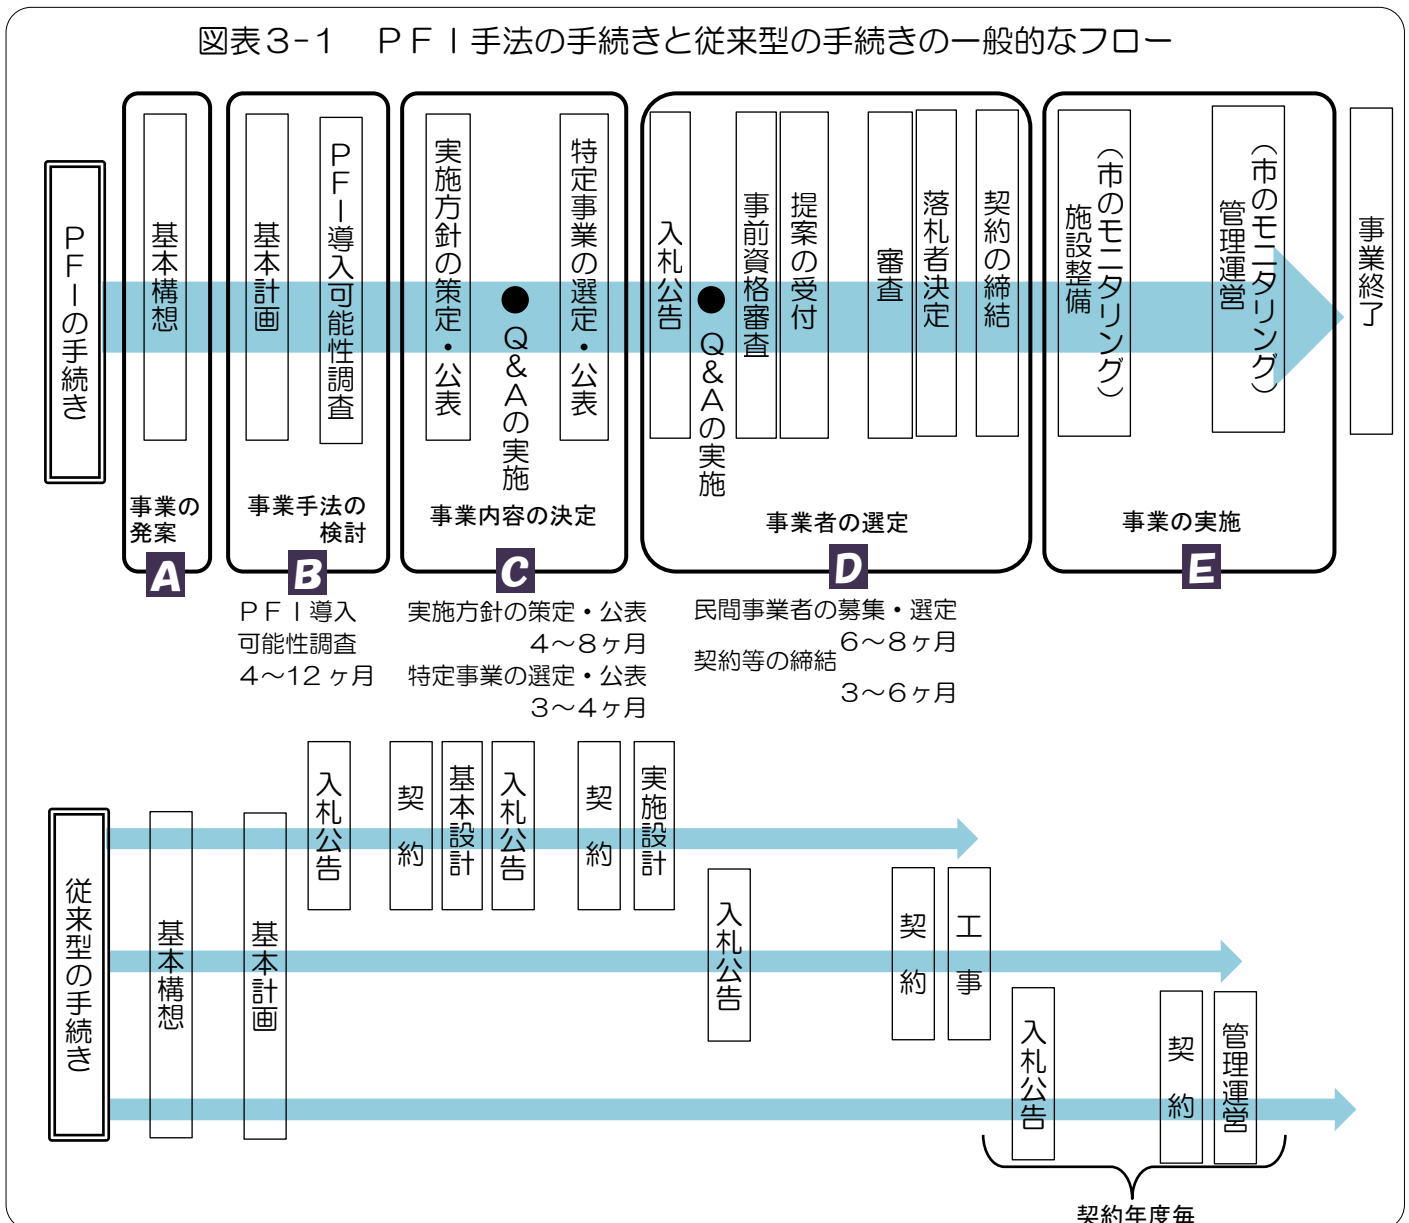 図表3-1　PFI手法の手続きと従来型の手続きの一般的なフロー
PFIの手続き
基本構想
事業の
発案
A
基本計画
PFI導入可能性調査
事業手法の
検討
B
実施方針の策定・公表
Q&Aの実施
特定事業の選定・公表
事業内容の決定
C
入札公告
Q&Aの実施
事前資格審査
提案の受付
審査
落札者決定
契約の締結
事業者の選定
D
(市のモニタリング)
施設整備
(市のモニタリング)
管理運営
事業の実施
E
事業終了
PFI導入
可能性調査
4～12ヶ月
実施方針の策定・公表
4～8ヶ月
特定事業の選定・公表
3～4ヶ月
民間事業者の募集・選定
6～8ヶ月
契約等の締結
3～6ヶ月
従来型の手続き
基本構想
基本計画
入札公告
契約
基本設計
入札公告
契約
実施設計
入札公告
契約
工事
入札公告
契約
管理運営
契約年度毎